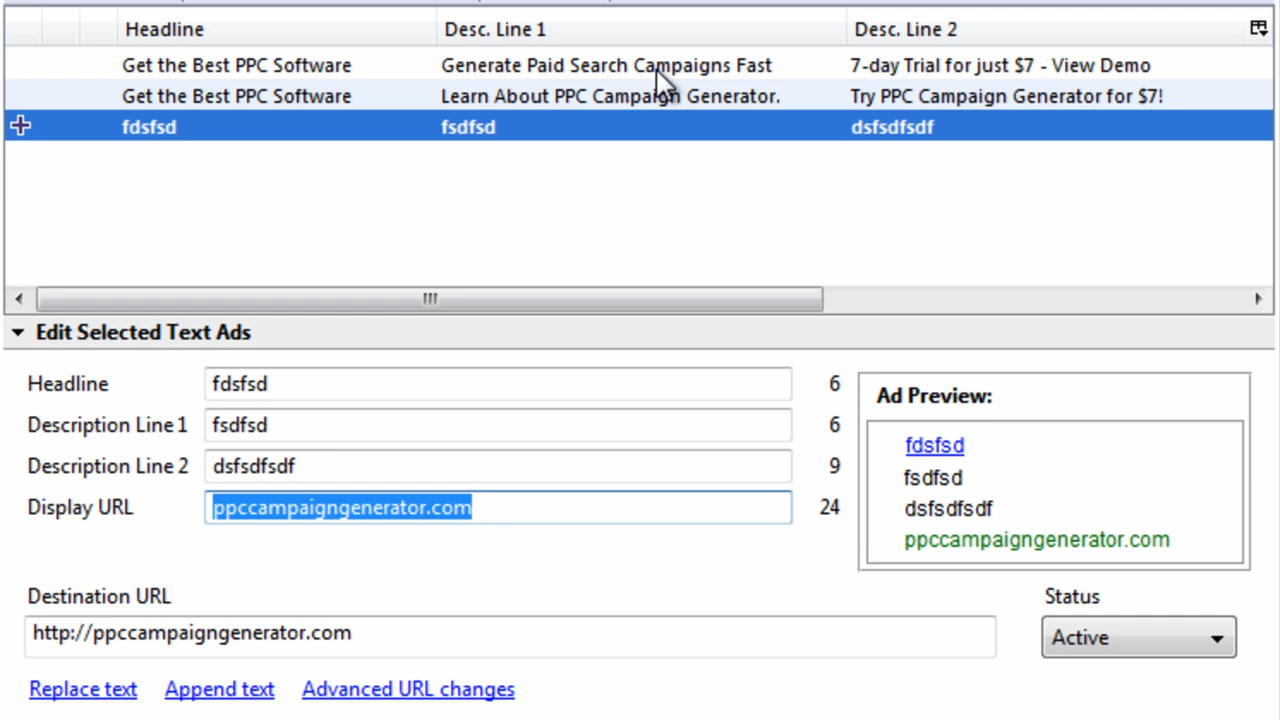 Headline Desc. Line 1 Desc. Line 2
Get the Best PPC Software Generate Paid Search Campaigns Fast 7-day Trial for just $7 - View Demo
Get the Best PPC Software Learn About PPC Campaign Generator. Try PPC Campaign Generator for $7!
fdsfsd fsdfsd dsfsdfsdf
Edit Selected Text Ads
Headline fdsfsd 6
Description Line 1 fsdfsd 6
Description Line 2 dsfsdfsdf 9
Display URL ppccampaigngenerator.com 24
Ad Preview:
fdsfsd
fsdfsd
dsfsdfsdf
ppccampaigngenerator.com
Destination URL Status
http://ppccampaigngenerator.com Active
Replace text Append text Advanced URL changes